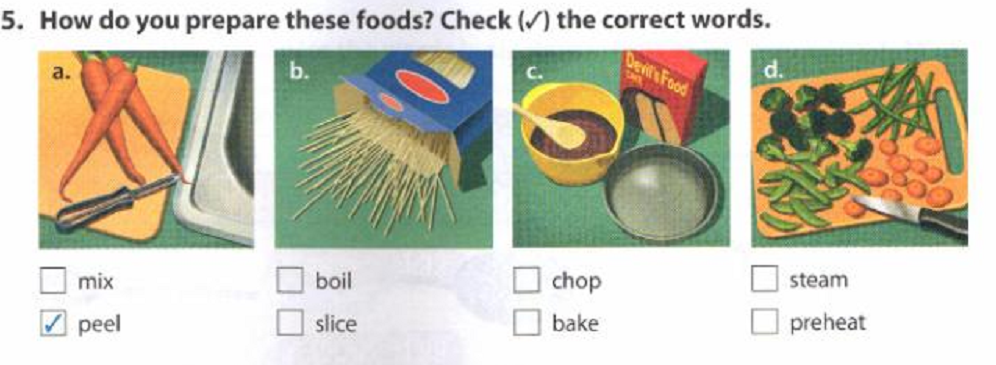 5. How do you prepare these foods? Check (✓) the correct words.
a. b. c. d.
Devil's Food
CAKE
mix boil chop steam
✓ peel slice bake preheat